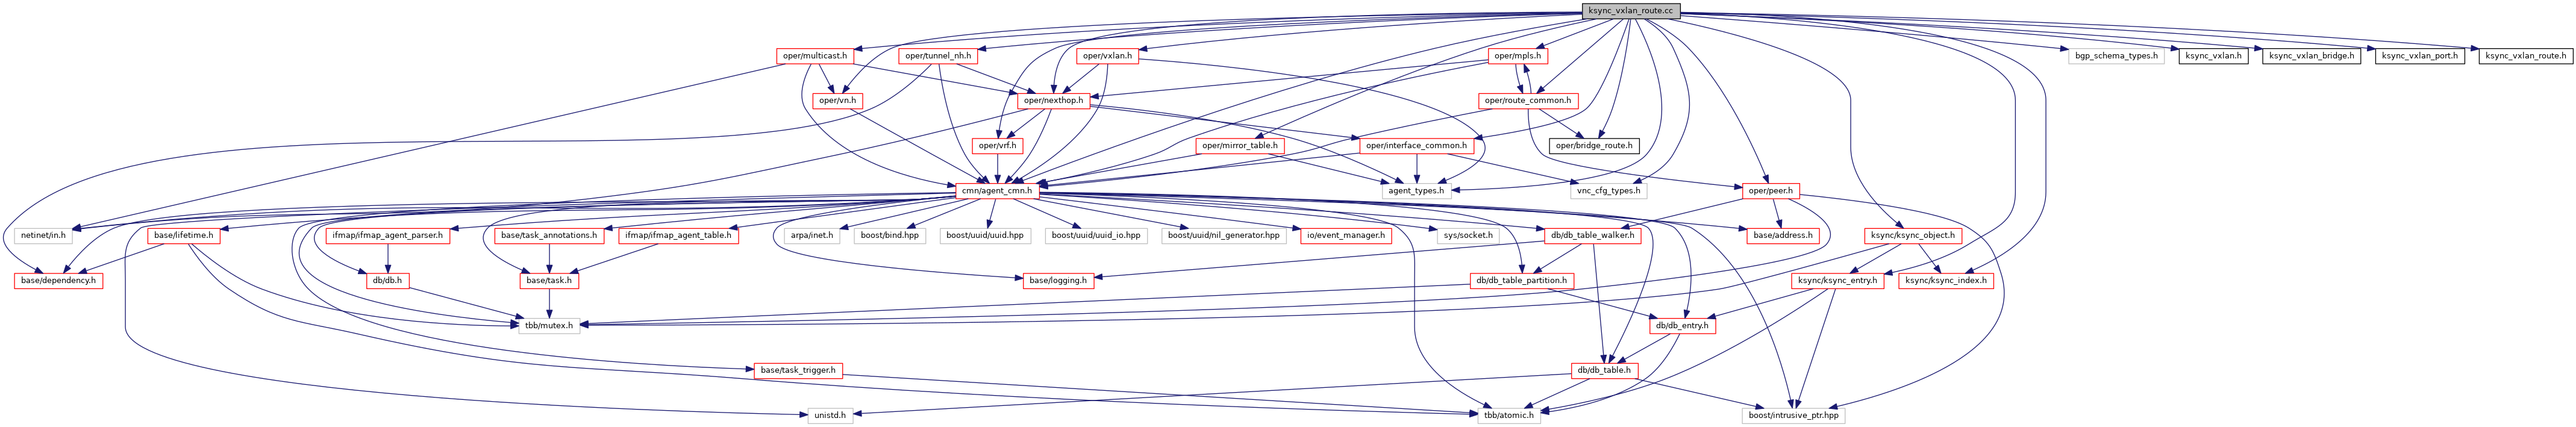 ksync_vxlan_route.cc
oper/multicast.h
oper/tunnel_nh.h
oper/vxlan.h
oper/mpls.h
bgp_schema_types.h
ksync_vxlan.h
ksync_vxlan_bridge.h
ksync_vxlan_port.h
ksync_vxlan_route.h
oper/vn.h
oper/nexthop.h
oper/route_common.h
oper/vrf.h
oper/mirror_table.h
oper/interface_common.h
oper/bridge_route.h
cmn/agent_cmn.h
agent_types.h
vnc_cfg_types.h
oper/peer.h
netinet/in.h
base/lifetime.h
ifmap/ifmap_agent_parser.h
base/task_annotations.h
ifmap/ifmap_agent_table.h
arpa/inet.h
boost/bind.hpp
boost/uuid/uuid.hpp
boost/uuid/uuid_io.hpp
boost/uuid/nil_generator.hpp
io/event_manager.h
sys/socket.h
db/db_table_walker.h
base/address.h
ksync/ksync_object.h
base/dependency.h
db/db.h
base/task.h
base/logging.h
db/db_table_partition.h
ksync/ksync_entry.h
ksync/ksync_index.h
tbb/mutex.h
db/db_entry.h
base/task_trigger.h
db/db_table.h
unistd.h
tbb/atomic.h
boost/intrusive_ptr.hpp